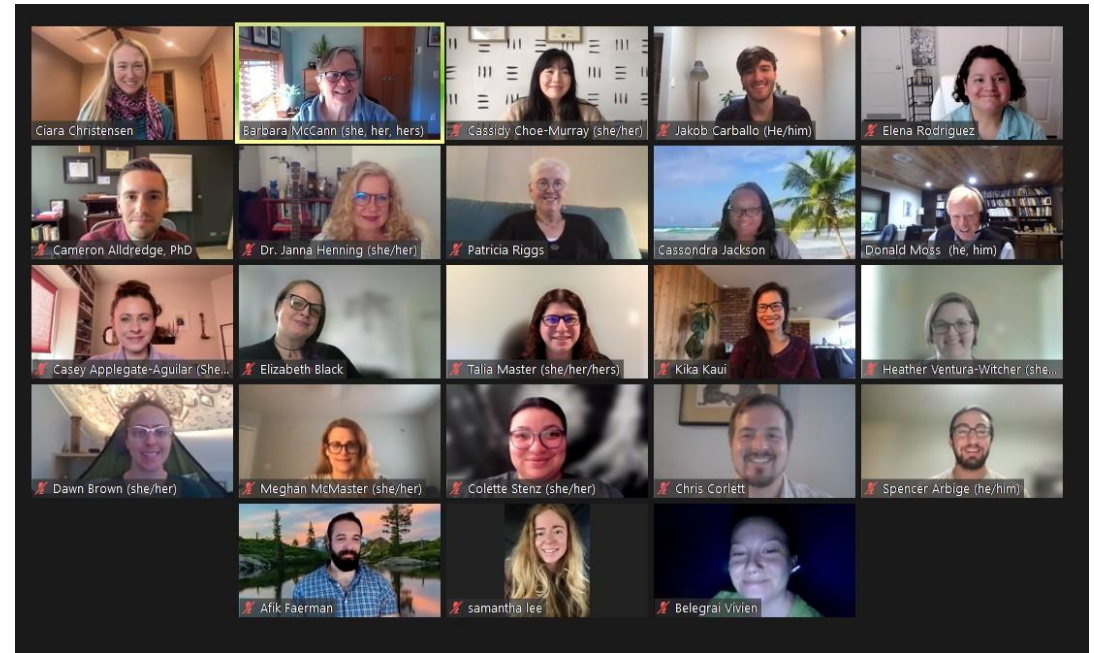 Ciara Christensen
Barbara McCann (she, her, hers)
Cassidy Choe-Murray (she/her)
Jakob Carballo (He/him)
Elena Rodriguez
Cameron Alldredge, PhD
Dr. Janna Henning (she/her)
Patricia Riggs
Cassondra Jackson
Donald Moss (he, him)
Casey Applegate-Aguilar (She...
Elizabeth Black
Talia Master (she/her/hers)
Kika Kaui
Heather Ventura-Witcher (she...
Dawn Brown (she/her)
Meghan McMaster (she/her)
Colette Stenz (she/her)
Chris Corlett
Spencer Arbige (he/him)
Afik Faerman
samantha lee
Belegrai Vivien